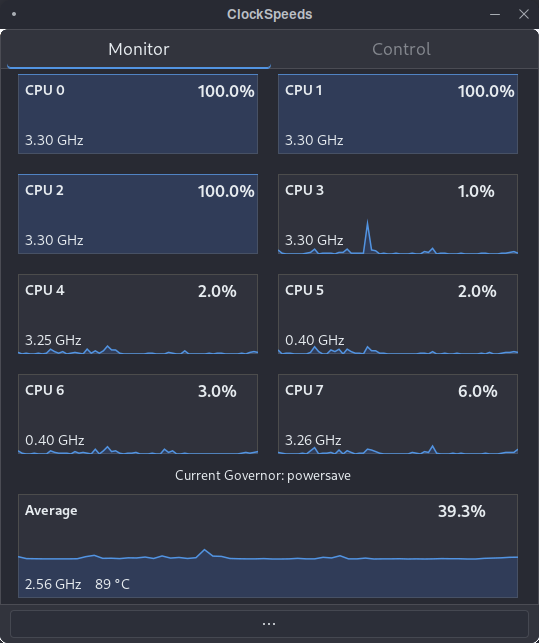 ClockSpeeds
Monitor Control
CPU 0 100.0%
3.30 GHz
CPU 1 100.0%
3.30 GHz
CPU 2 100.0%
3.30 GHz
CPU 3 1.0%
3.30 GHz
CPU 4 2.0%
3.25 GHz
CPU 5 2.0%
0.40 GHz
CPU 6 3.0%
0.40 GHz
CPU 7 6.0%
3.26 GHz
Current Governor: powersave
Average 39.3%
2.56 GHz 89 °C
...